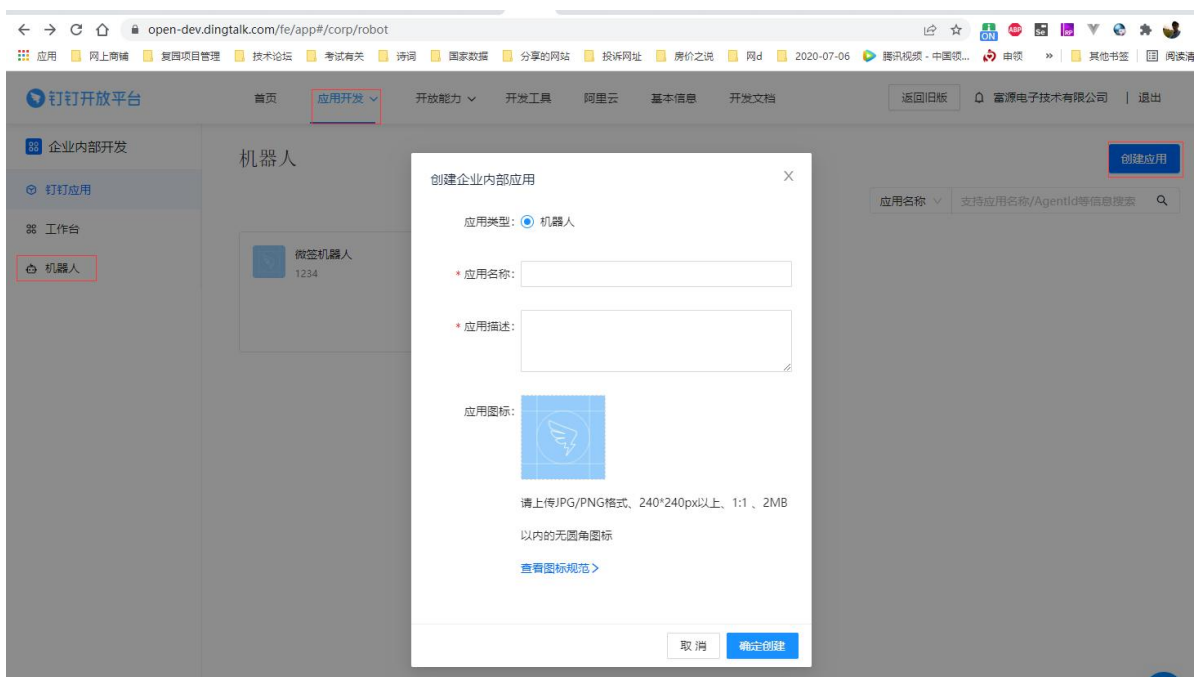 open-dev.dingtalk.com/fe/app#/corp/robot
ON ABP Se RP
应用 网上商铺 复园项目管理 技术论坛 考试有关 诗词 国家数据 分享的网站 投诉网址 房价之说 网d 2020-07-06 腾讯视频 - 中国领... 申领 » 其他书签 阅读清
钉钉开放平台 首页 应用开发 开放能力 开发工具 阿里云 基本信息 开发文档 返回旧版 富源电子技术有限公司 | 退出
企业内部开发
钉钉应用
工作台
机器人
机器人
创建应用
应用名称 支持应用名称/AgentId等信息搜索
微签机器人
1234
创建企业内部应用
应用类型: 机器人
* 应用名称:
* 应用描述:
应用图标:
请上传JPG/PNG格式、240*240px以上、1:1 、2MB
以内的无圆角图标
查看图标规范
取 消 确定创建